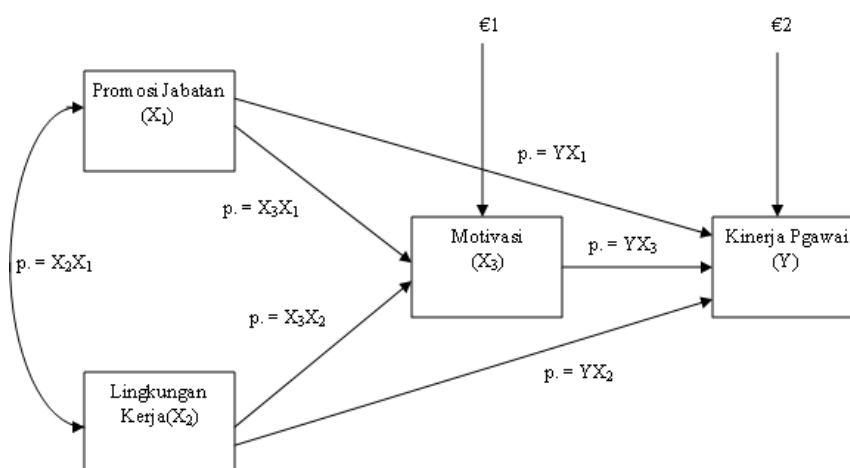 €1
€2
Promosi Jabatan
(X₁)
p. = YX₁
p. = X₃X₁
Motivasi
(X₃)
p. = YX₃
Kinerja Pgawai
(Y)
p. = X₂X₁
p. = X₃X₂
p. = YX₂
Lingkungan
Kerja(X₂)